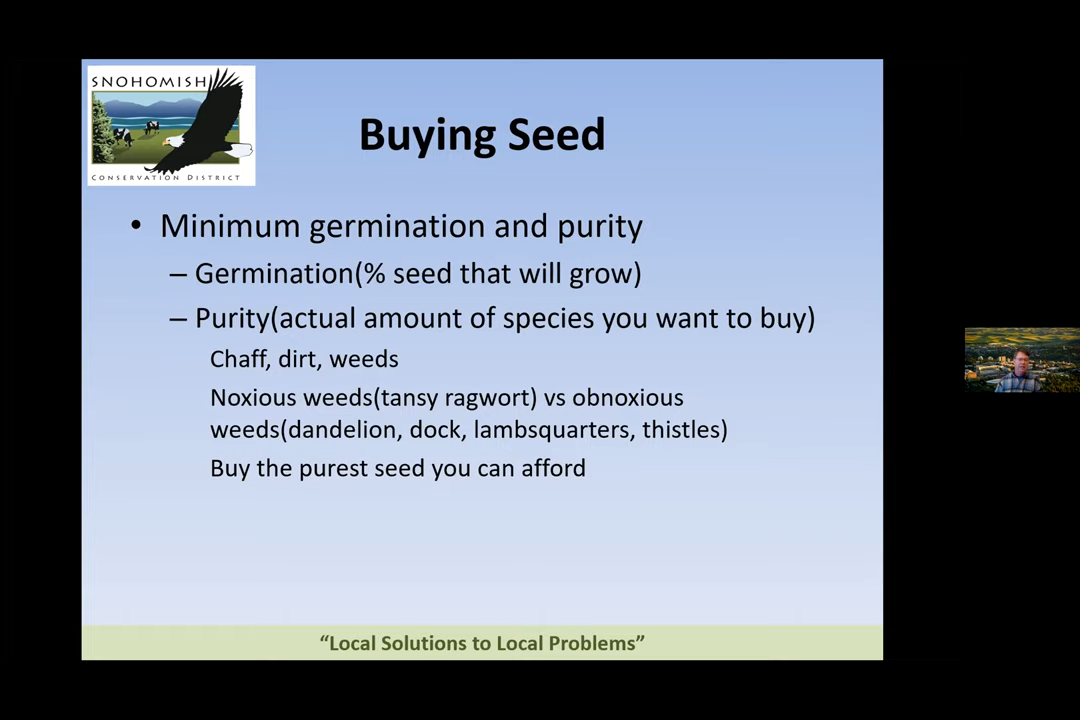 SNOHOMISH
CONSERVATION DISTRICT
Buying Seed
• Minimum germination and purity
– Germination(% seed that will grow)
– Purity(actual amount of species you want to buy)
Chaff, dirt, weeds
Noxious weeds(tansy ragwort) vs obnoxious
weeds(dandelion, dock, lambsquarters, thistles)
Buy the purest seed you can afford
“Local Solutions to Local Problems”